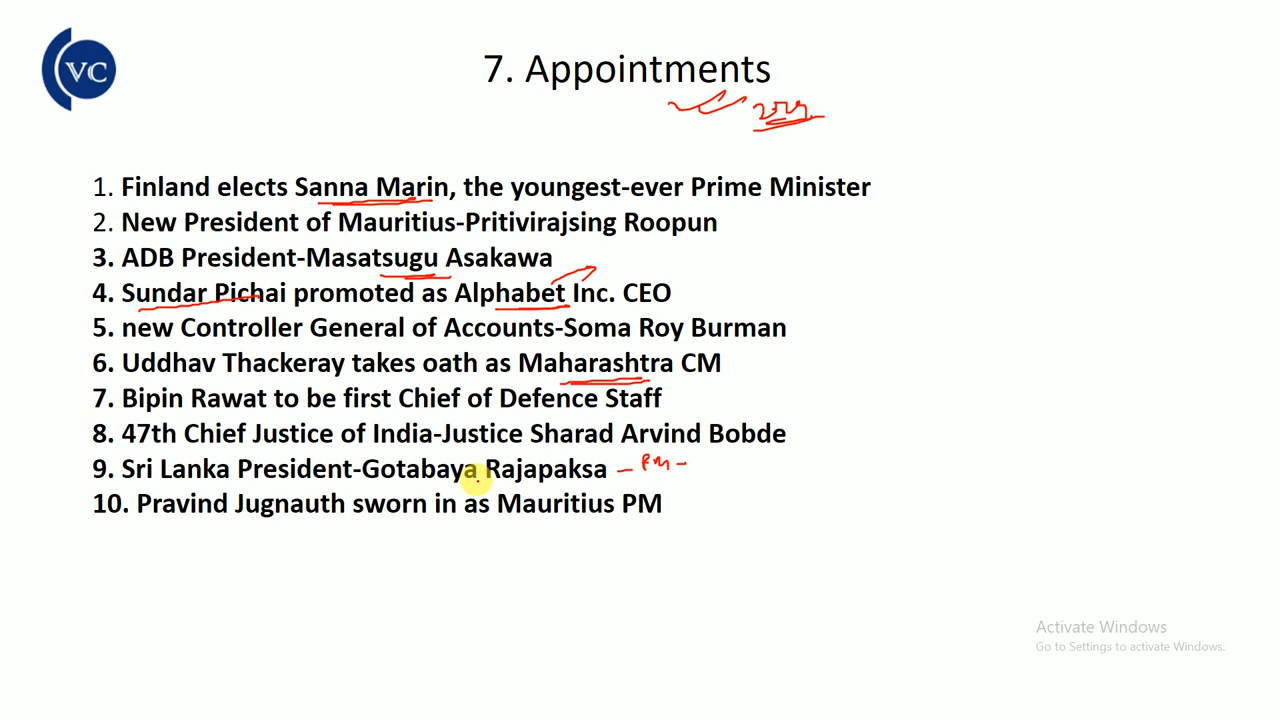 VC
7. Appointments
1. Finland elects Sanna Marin, the youngest-ever Prime Minister
2. New President of Mauritius-Pritivirajsing Roopun
3. ADB President-Masatsugu Asakawa
4. Sundar Pichai promoted as Alphabet Inc. CEO
5. new Controller General of Accounts-Soma Roy Burman
6. Uddhav Thackeray takes oath as Maharashtra CM
7. Bipin Rawat to be first Chief of Defence Staff
8. 47th Chief Justice of India-Justice Sharad Arvind Bobde
9. Sri Lanka President-Gotabaya Rajapaksa – PM –
10. Pravind Jugnauth sworn in as Mauritius PM
Activate Windows
Go to Settings to activate Windows.